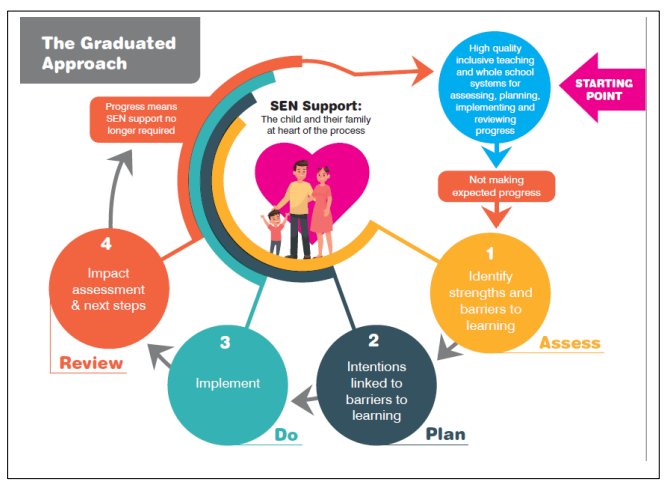 The Graduated
Approach
High quality
inclusive teaching
and whole school
systems for
assessing, planning,
implementing and
reviewing
progress
STARTING
POINT
Progress means
SEN support no
longer required
SEN Support:
The child and their family
at heart of the process
Not making
expected progress
1
Identify
strengths and
barriers to
learning
Assess
2
Intentions
linked to
barriers to
learning
Plan
3
Implement
Do
4
Impact
assessment
& next steps
Review